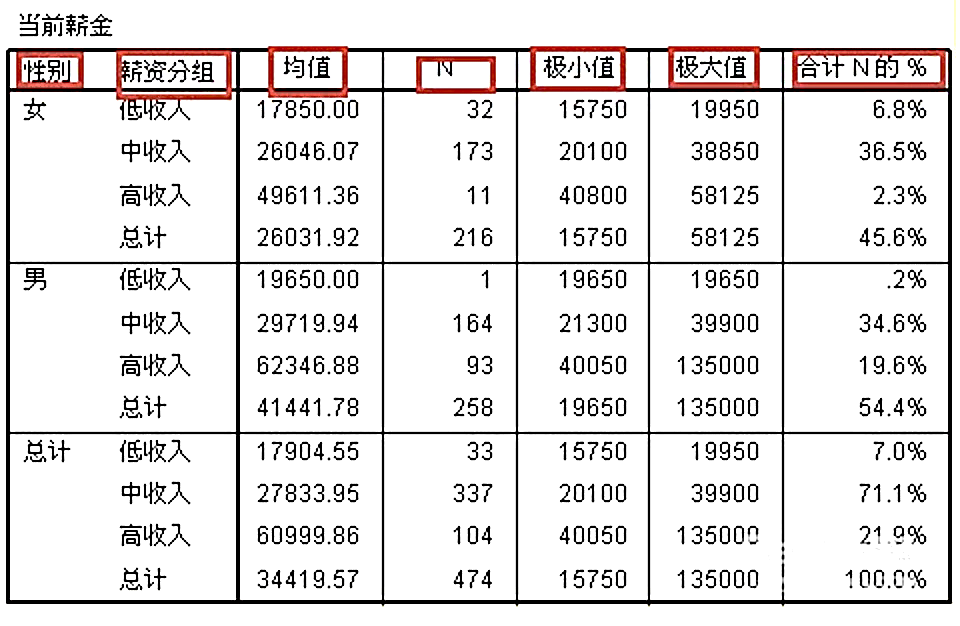 当前薪金
性别 薪资分组 均值 N 极小值 极大值 合计 N 的 %
女 低收入 17850.00 32 15750 19950 6.8%
中收入 26046.07 173 20100 38850 36.5%
高收入 49611.36 11 40800 58125 2.3%
总计 26031.92 216 15750 58125 45.6%
男 低收入 19650.00 1 19650 19650 .2%
中收入 29719.94 164 21300 39900 34.6%
高收入 62346.88 93 40050 135000 19.6%
总计 41441.78 258 19650 135000 54.4%
总计 低收入 17904.55 33 15750 19950 7.0%
中收入 27833.95 337 20100 39900 71.1%
高收入 60999.86 104 40050 135000 21.9%
总计 34419.57 474 15750 135000 100.0%